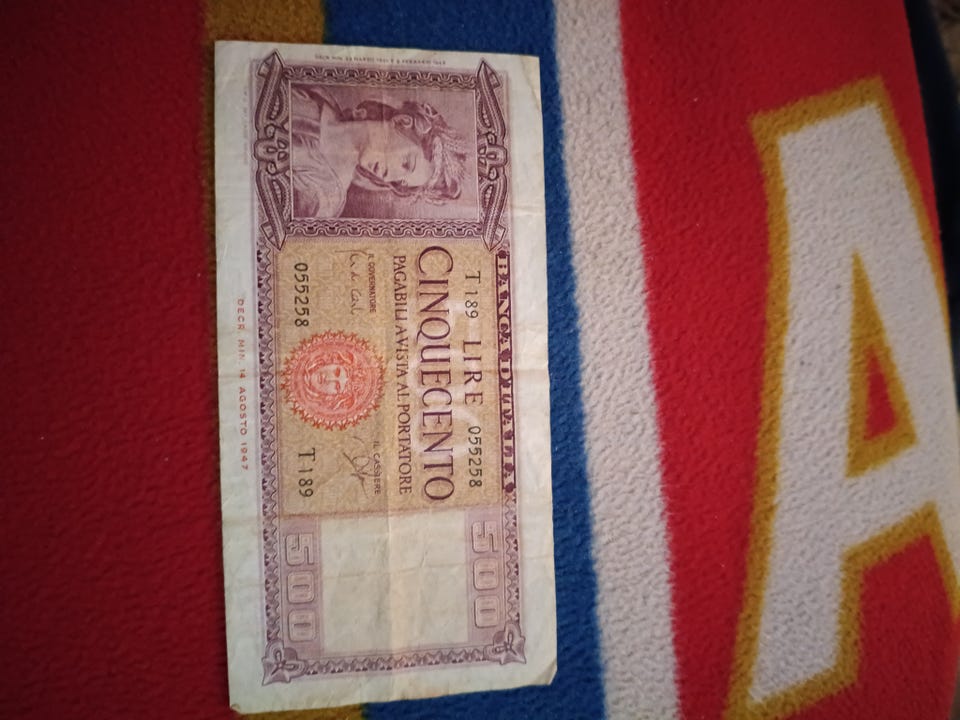 BANCA D'ITALIA
T189 LIRE 055258
CINQUECENTO
PAGABILI A VISTA AL PORTATORE
IL GOVERNATORE
IL CASSIERE
055258 T189
500
500
DECR. MIN. 14 AGOSTO 1947
A